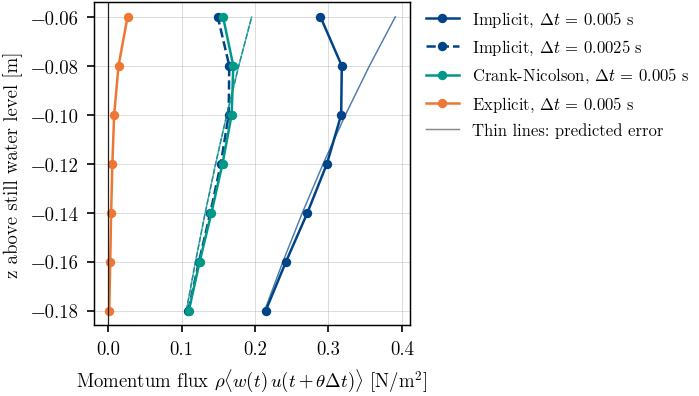 −0.06
−0.08
−0.10
−0.12
−0.14
−0.16
−0.18
z above still water level [m]
0.0 0.1 0.2 0.3 0.4
Momentum flux ρ⟨w(t) u(t + θΔt)⟩ [N/m²]
Implicit, Δt = 0.005 s
Implicit, Δt = 0.0025 s
Crank-Nicolson, Δt = 0.005 s
Explicit, Δt = 0.005 s
Thin lines: predicted error